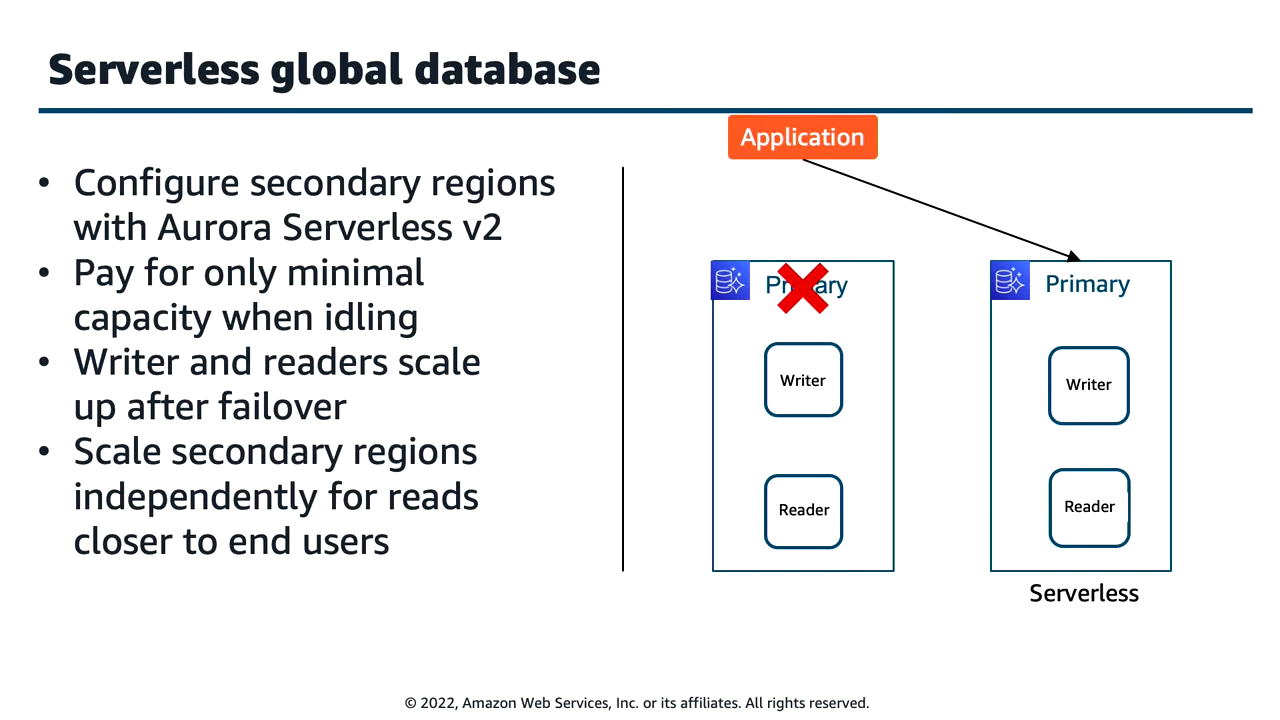 Serverless global database
Application
• Configure secondary regions
with Aurora Serverless v2
• Pay for only minimal
capacity when idling
• Writer and readers scale
up after failover
• Scale secondary regions
independently for reads
closer to end users
Primary
Writer
Reader
Primary
Writer
Reader
Serverless
© 2022, Amazon Web Services, Inc. or its affiliates. All rights reserved.